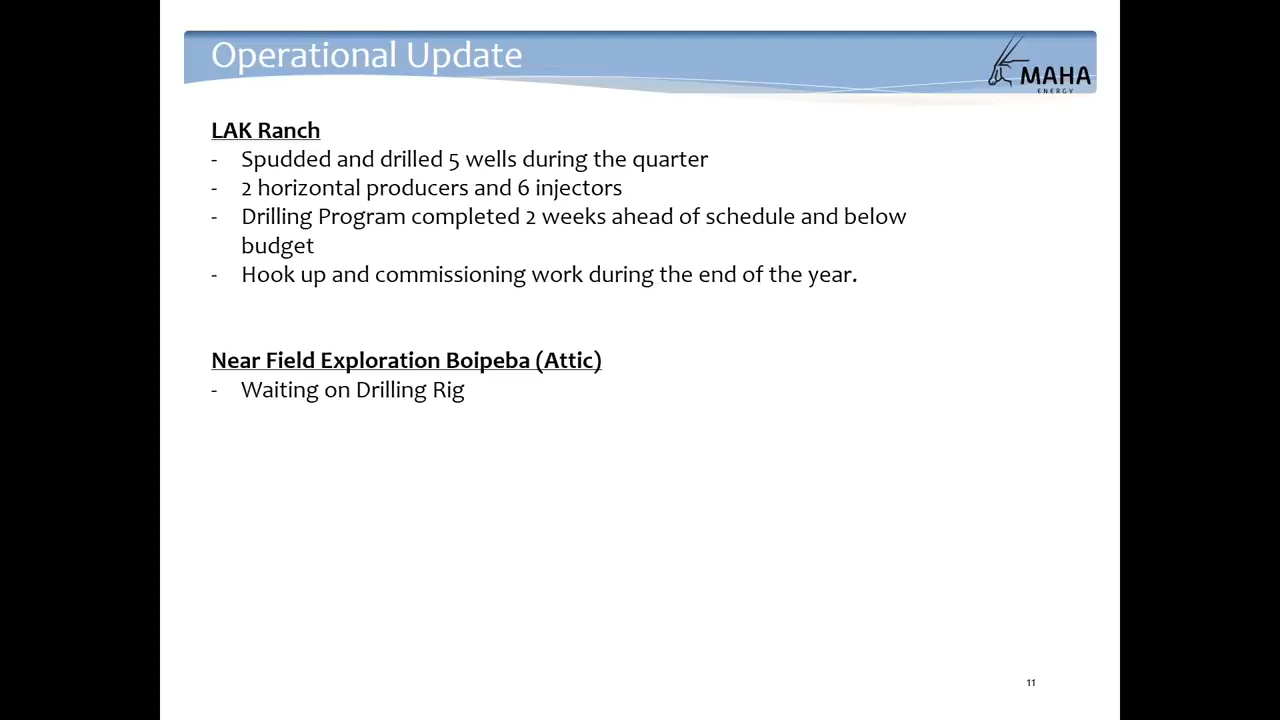 Operational Update
MAHA
ENERGY
LAK Ranch
- Spudded and drilled 5 wells during the quarter
- 2 horizontal producers and 6 injectors
- Drilling Program completed 2 weeks ahead of schedule and below
budget
- Hook up and commissioning work during the end of the year.
Near Field Exploration Boipeba (Attic)
- Waiting on Drilling Rig
11